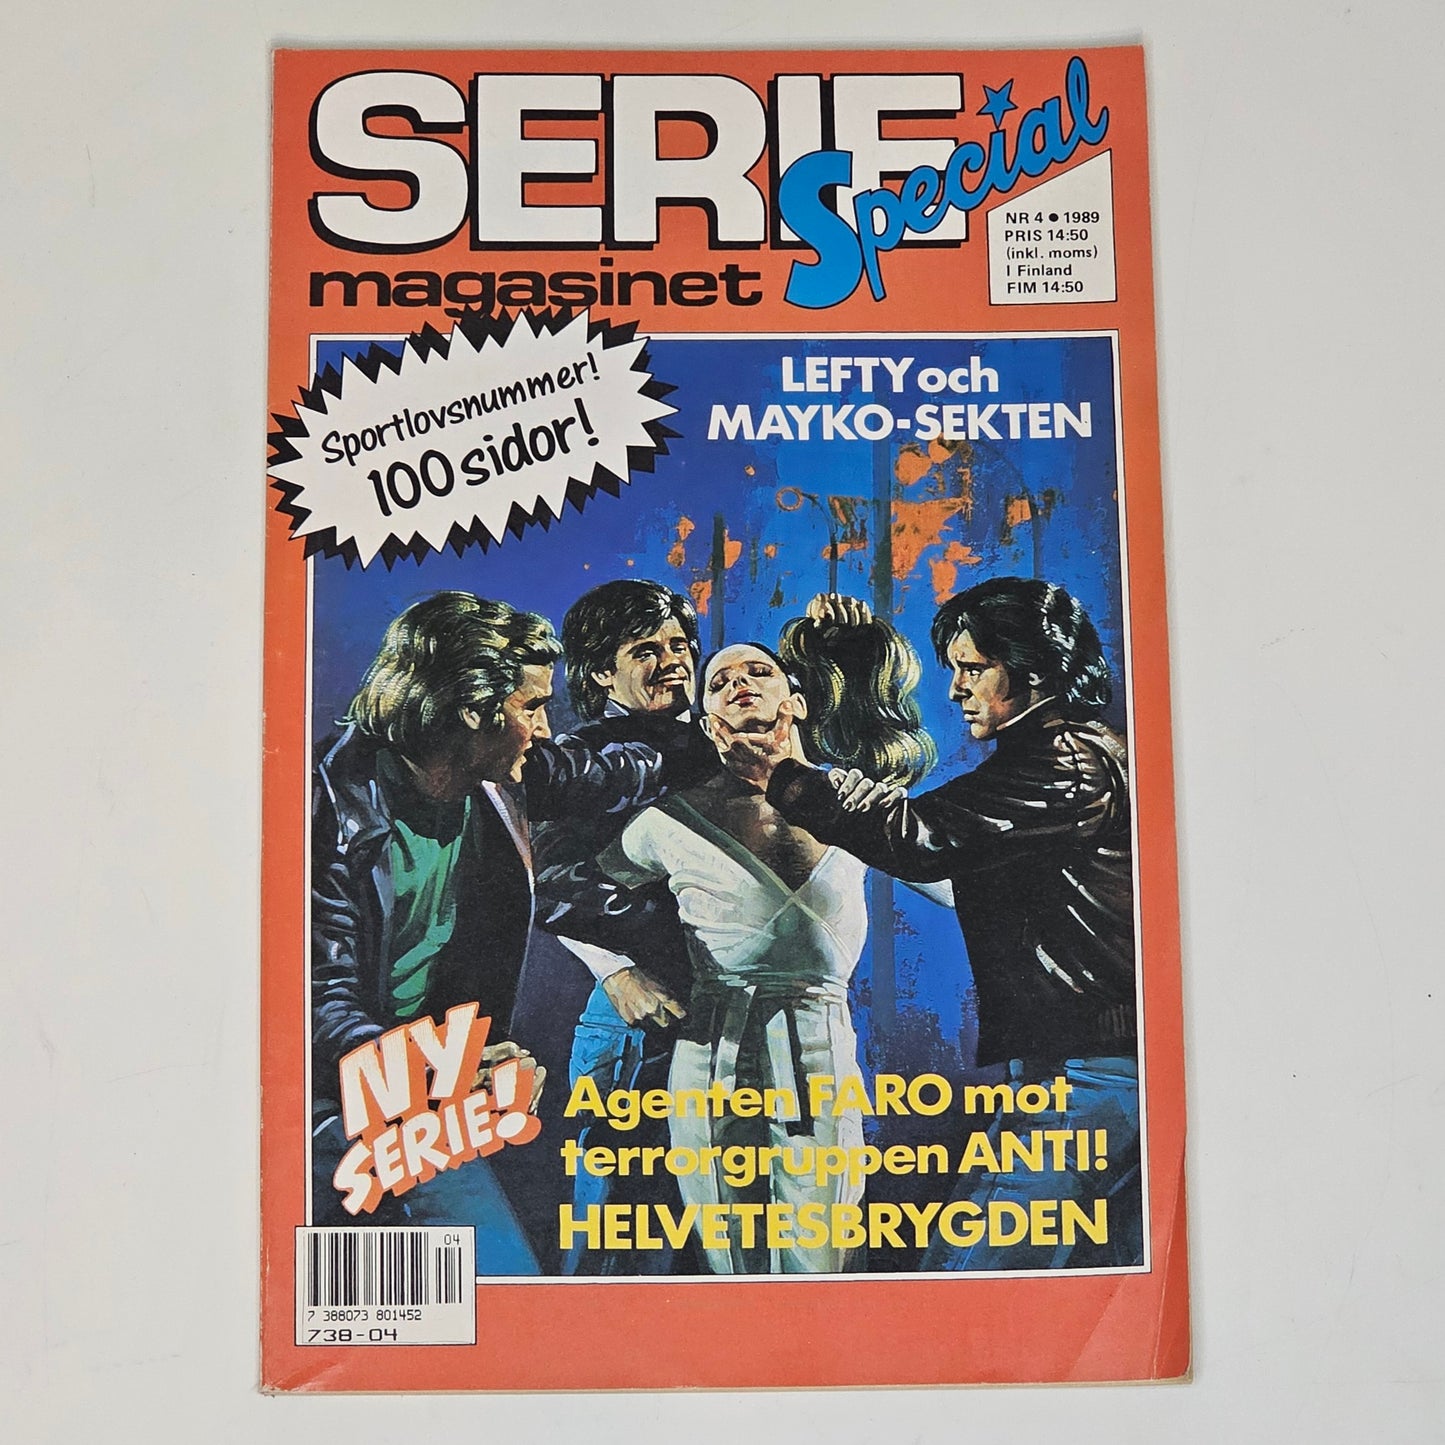 SERIE
Special
magasinet
NR 4 ● 1989
PRIS 14:50
(inkl. moms)
I Finland
FIM 14:50
Sportlovsnummer!
100 sidor!
LEFTY och
MAYKO-SEKTEN
NY
SERIE!
Agenten FARO mot
terrorgruppen ANTI!
HELVETESBRYGDEN
04
7 388073 801452
738-04